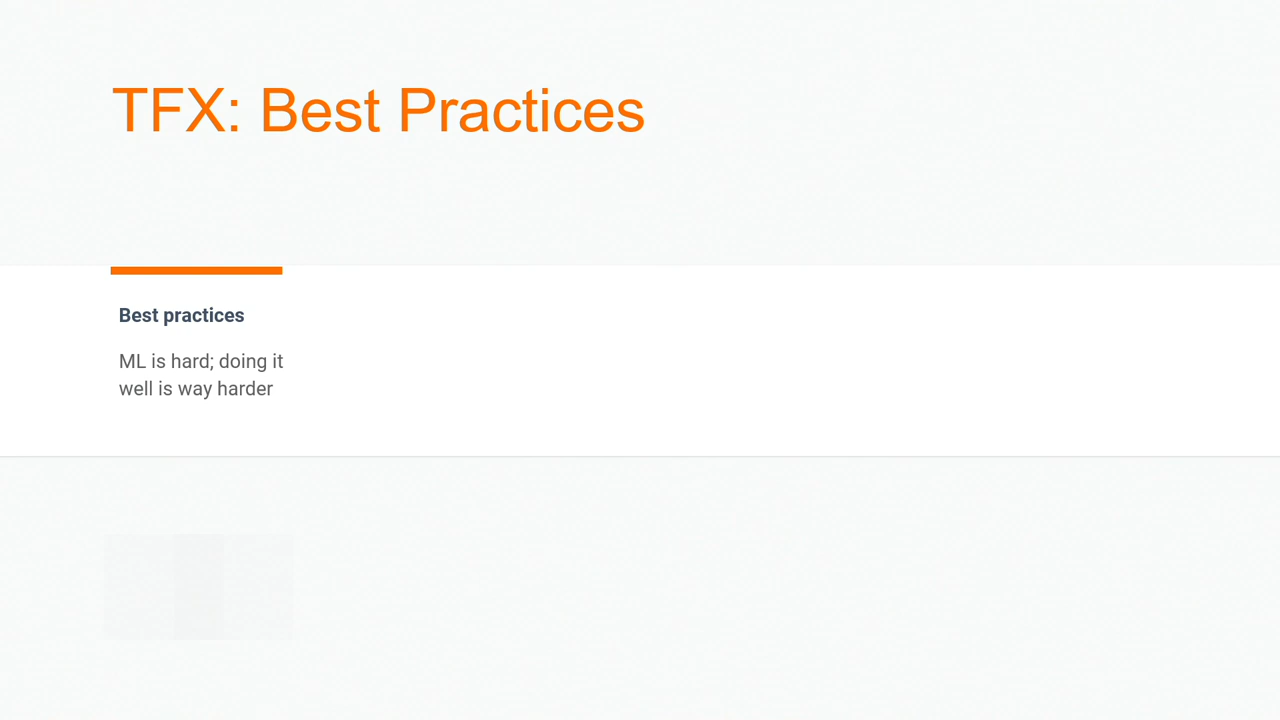 TFX: Best Practices
Best practices
ML is hard; doing it
well is way harder